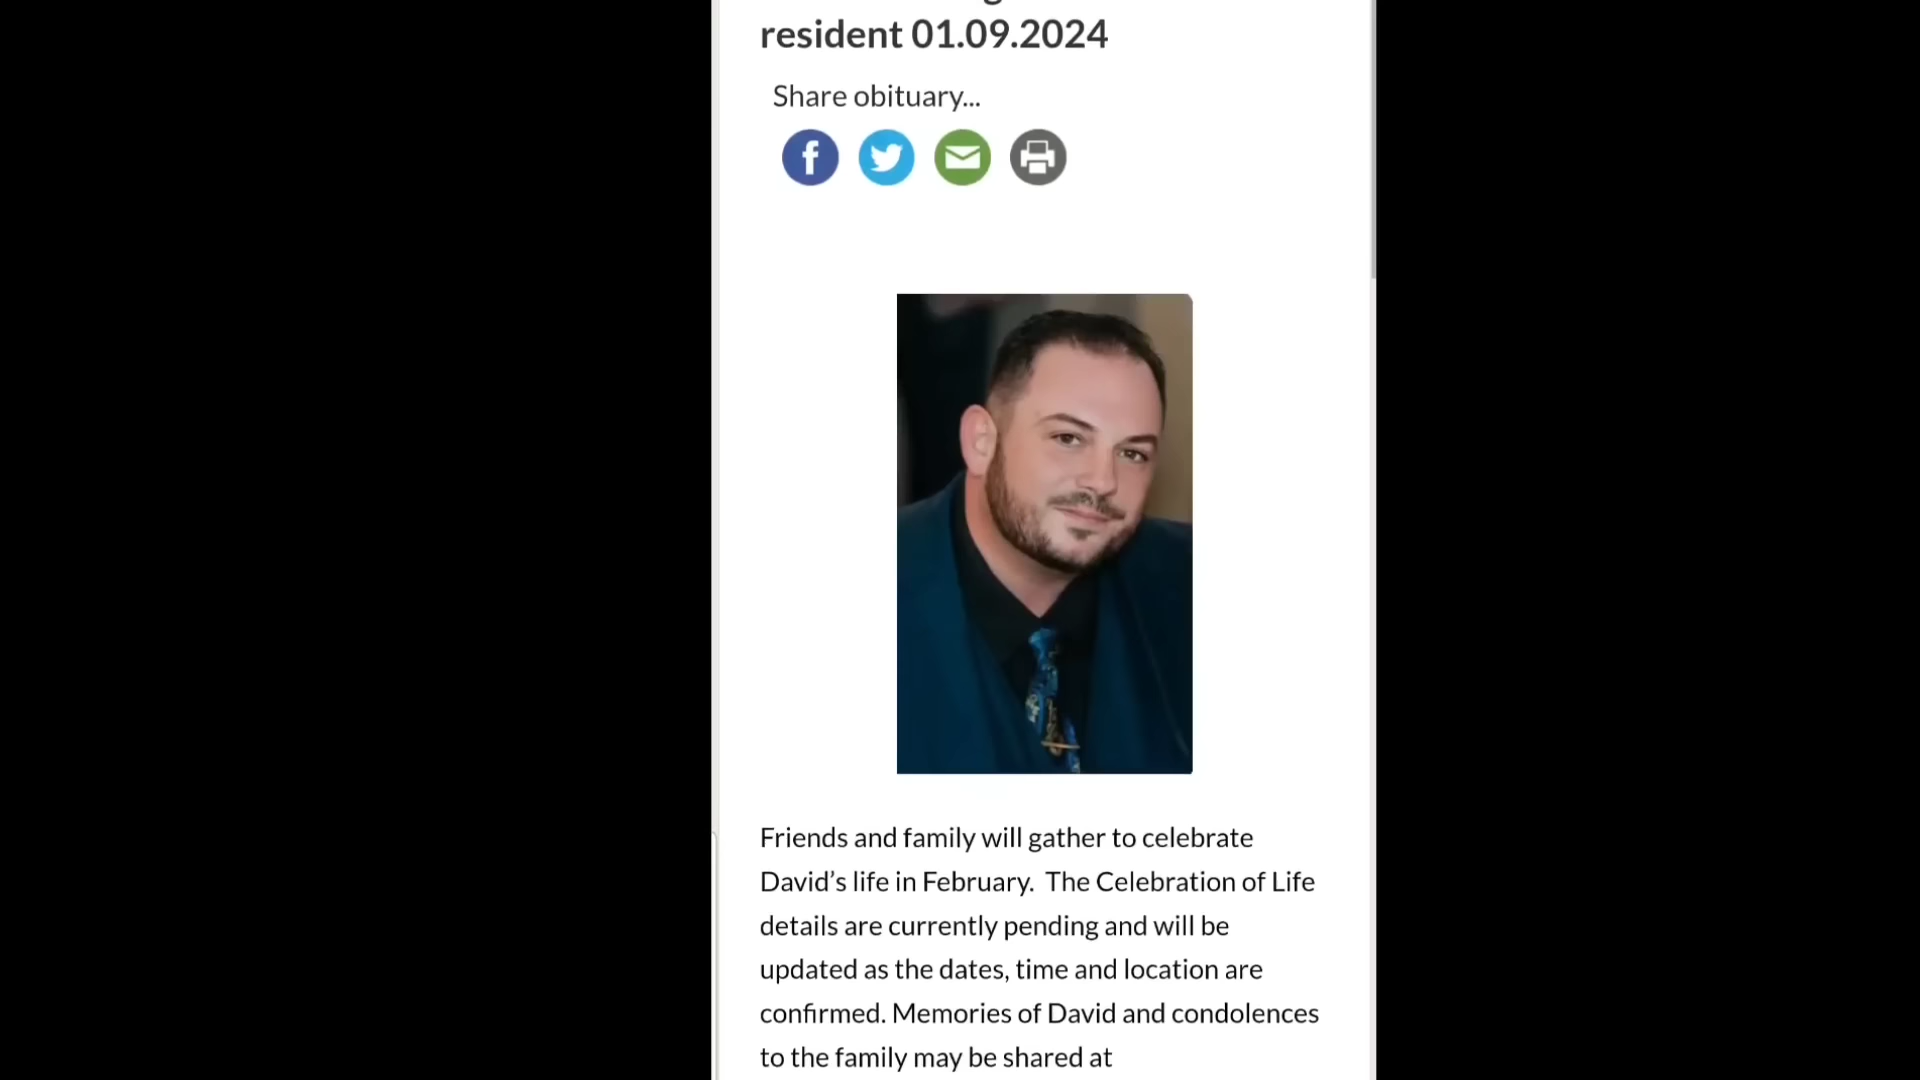 resident 01.09.2024
Share obituary...
Friends and family will gather to celebrate
David’s life in February.  The Celebration of Life
details are currently pending and will be
updated as the dates, time and location are
confirmed. Memories of David and condolences
to the family may be shared at